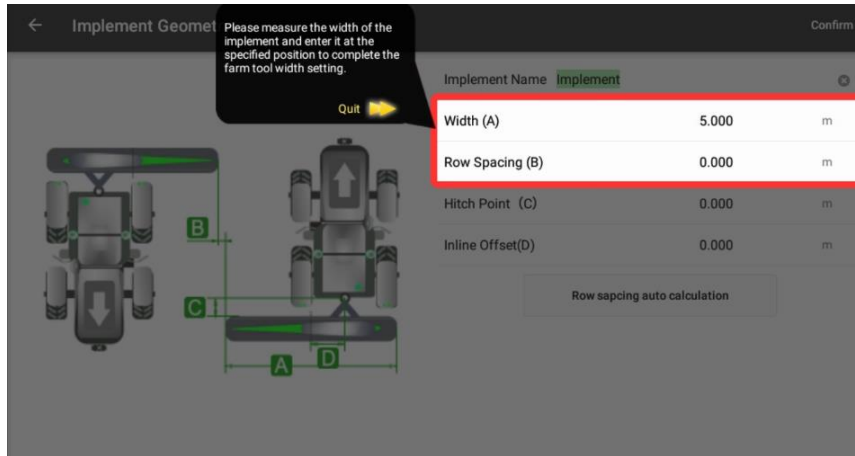 Implement Geomet
Confirm
Please measure the width of the
implement and enter it at the
specified position to complete the
farm tool width setting.
Quit
Implement Name Implement
Width (A) 5.000 m
Row Spacing (B) 0.000 m
Hitch Point（C） 0.000 m
Inline Offset(D) 0.000 m
Row sapcing auto calculation
B
C
A
D